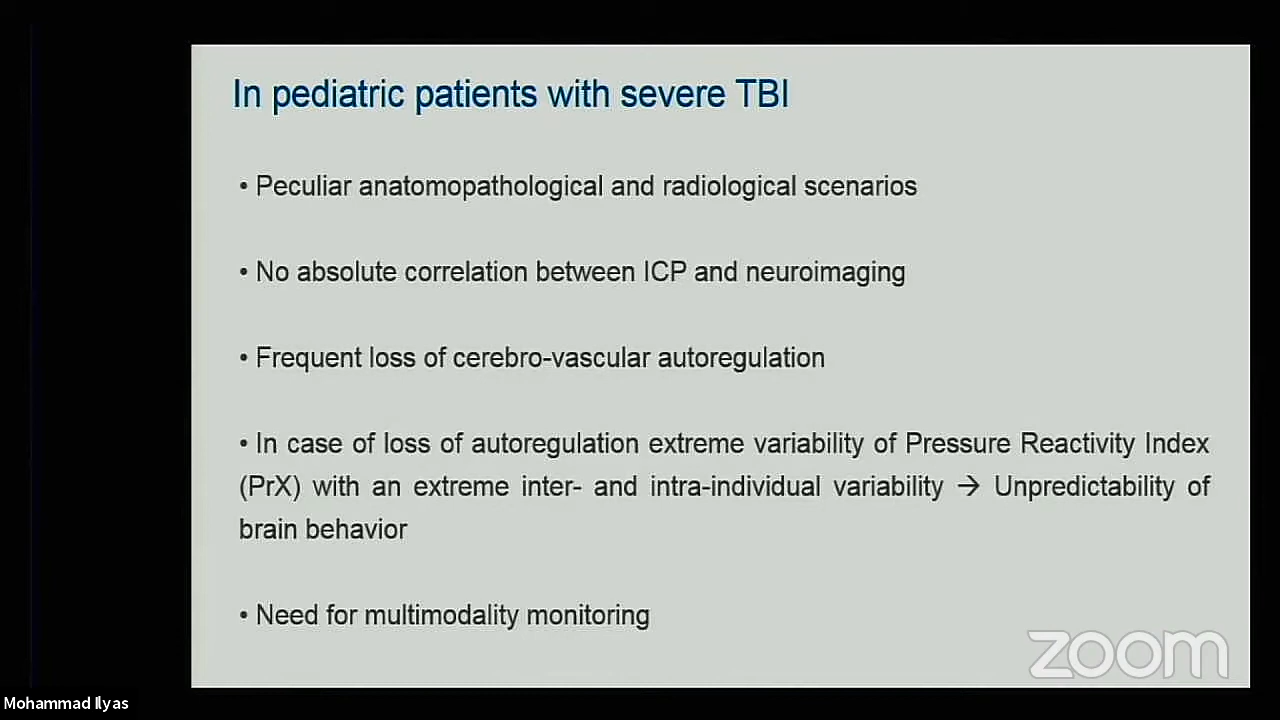 In pediatric patients with severe TBI
• Peculiar anatomopathological and radiological scenarios
• No absolute correlation between ICP and neuroimaging
• Frequent loss of cerebro-vascular autoregulation
• In case of loss of autoregulation extreme variability of Pressure Reactivity Index
(PrX) with an extreme inter- and intra-individual variability → Unpredictability of
brain behavior
• Need for multimodality monitoring
zoom
Mohammad Ilyas